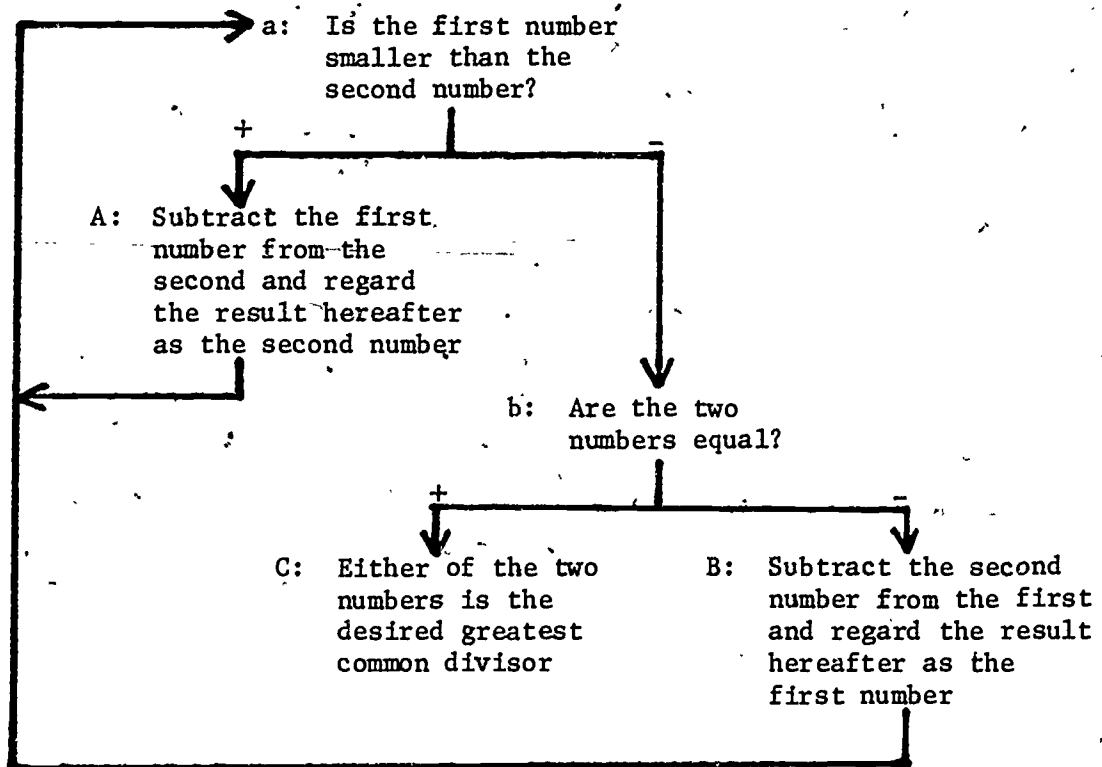 a: Is the first number
smaller than the
second number?
+
-
A: Subtract the first
number from the
second and regard
the result hereafter
as the second number
b: Are the two
numbers equal?
+
-
C: Either of the two
numbers is the
desired greatest
common divisor
B: Subtract the second
number from the first
and regard the result
hereafter as the
first number